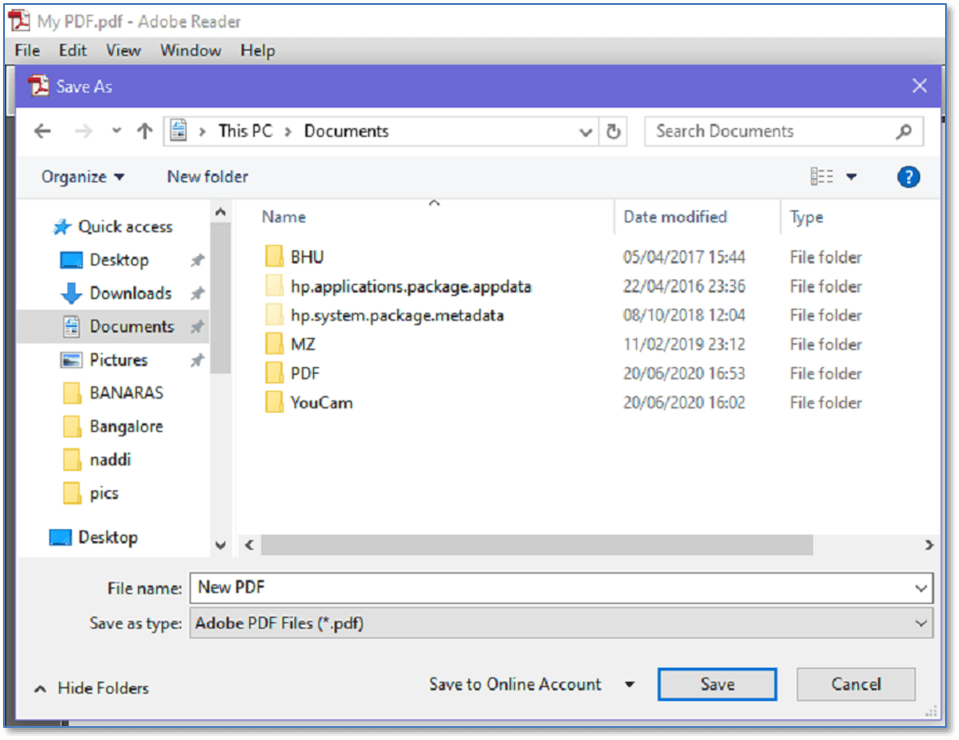 My PDF.pdf - Adobe Reader
File Edit View Window Help
Save As
This PC Documents Search Documents
Organize New folder
Quick access
Desktop
Downloads
Documents
Pictures
BANARAS
Bangalore
naddi
pics
Desktop
Name Date modified Type
BHU 05/04/2017 15:44 File folder
hp.applications.package.appdata 22/04/2016 23:36 File folder
hp.system.package.metadata 08/10/2018 12:04 File folder
MZ 11/02/2019 23:12 File folder
PDF 20/06/2020 16:53 File folder
YouCam 20/06/2020 16:02 File folder
File name: New PDF
Save as type: Adobe PDF Files (*.pdf)
Hide Folders Save to Online Account Save Cancel